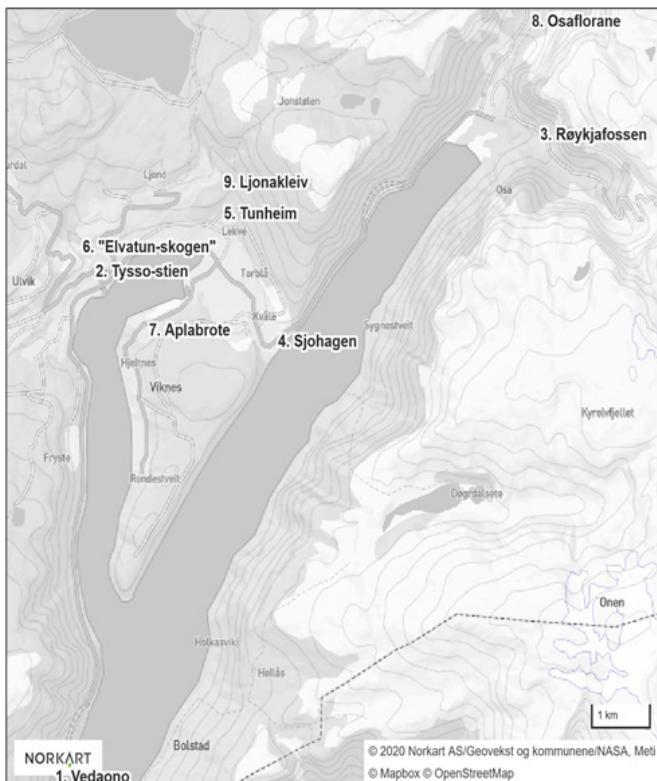 8. Osaflorane
Jonstølen
3. Røykjafossen
urdal
Ljono
9. Ljonakleiv
Osa
5. Tunheim
Lekve
6. "Elvatun-skogen"
Ulvik
2. Tysso-stien
Torblå
Kvåle
7. Aplabrote
4. Sjohagen
Sygnestveit
Hjeltnes
Viknes
Kyrelvfjellet
Fryste
Rondestveit
Døgrdalsete
Onen
Holkasviki
Hellås
1 km
Bolstad
NORKART
© 2020 Norkart AS/Geovekst og kommunene/NASA, Meti
1. Vedaono
© Mapbox © OpenStreetMap